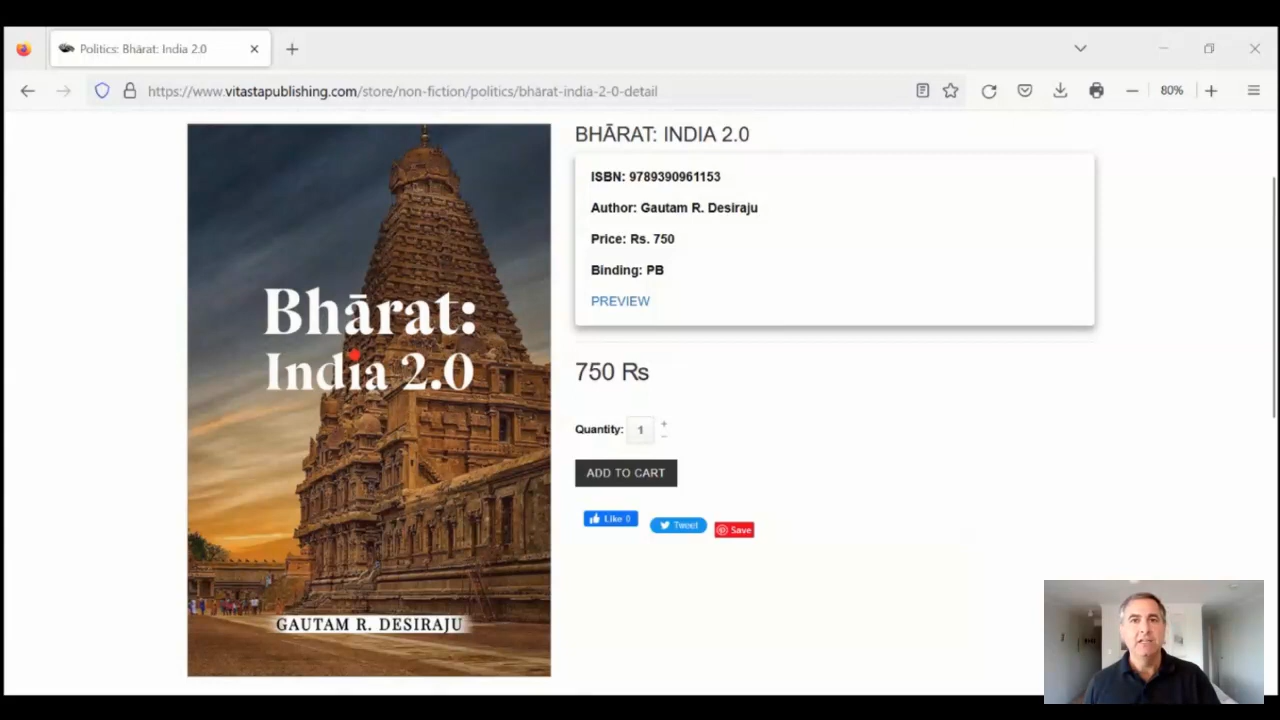 Politics: Bhārat: India 2.0
https://www.vitastapublishing.com/store/non-fiction/politics/bharat-india-2-0-detail
80%
Bhārat:
India 2.0
GAUTAM R. DESIRAJU
BHĀRAT: INDIA 2.0
ISBN: 9789390961153
Author: Gautam R. Desiraju
Price: Rs. 750
Binding: PB
PREVIEW
750 ₨
Quantity: 1
ADD TO CART
Like 0
Tweet
Save